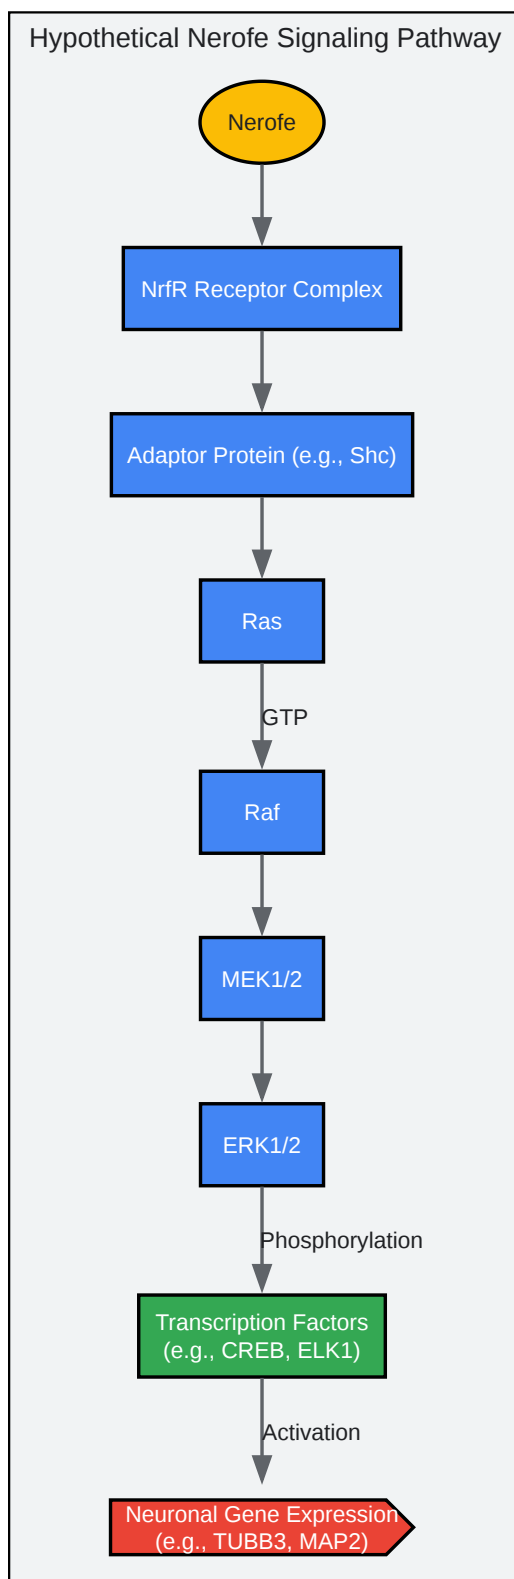 Hypothetical Nerofe Signaling Pathway
Nerofe
NrfR Receptor Complex
Adaptor Protein (e.g., Shc)
Ras
GTP
Raf
MEK1/2
ERK1/2
Phosphorylation
Transcription Factors
(e.g., CREB, ELK1)
Activation
Neuronal Gene Expression
(e.g., TUBB3, MAP2)